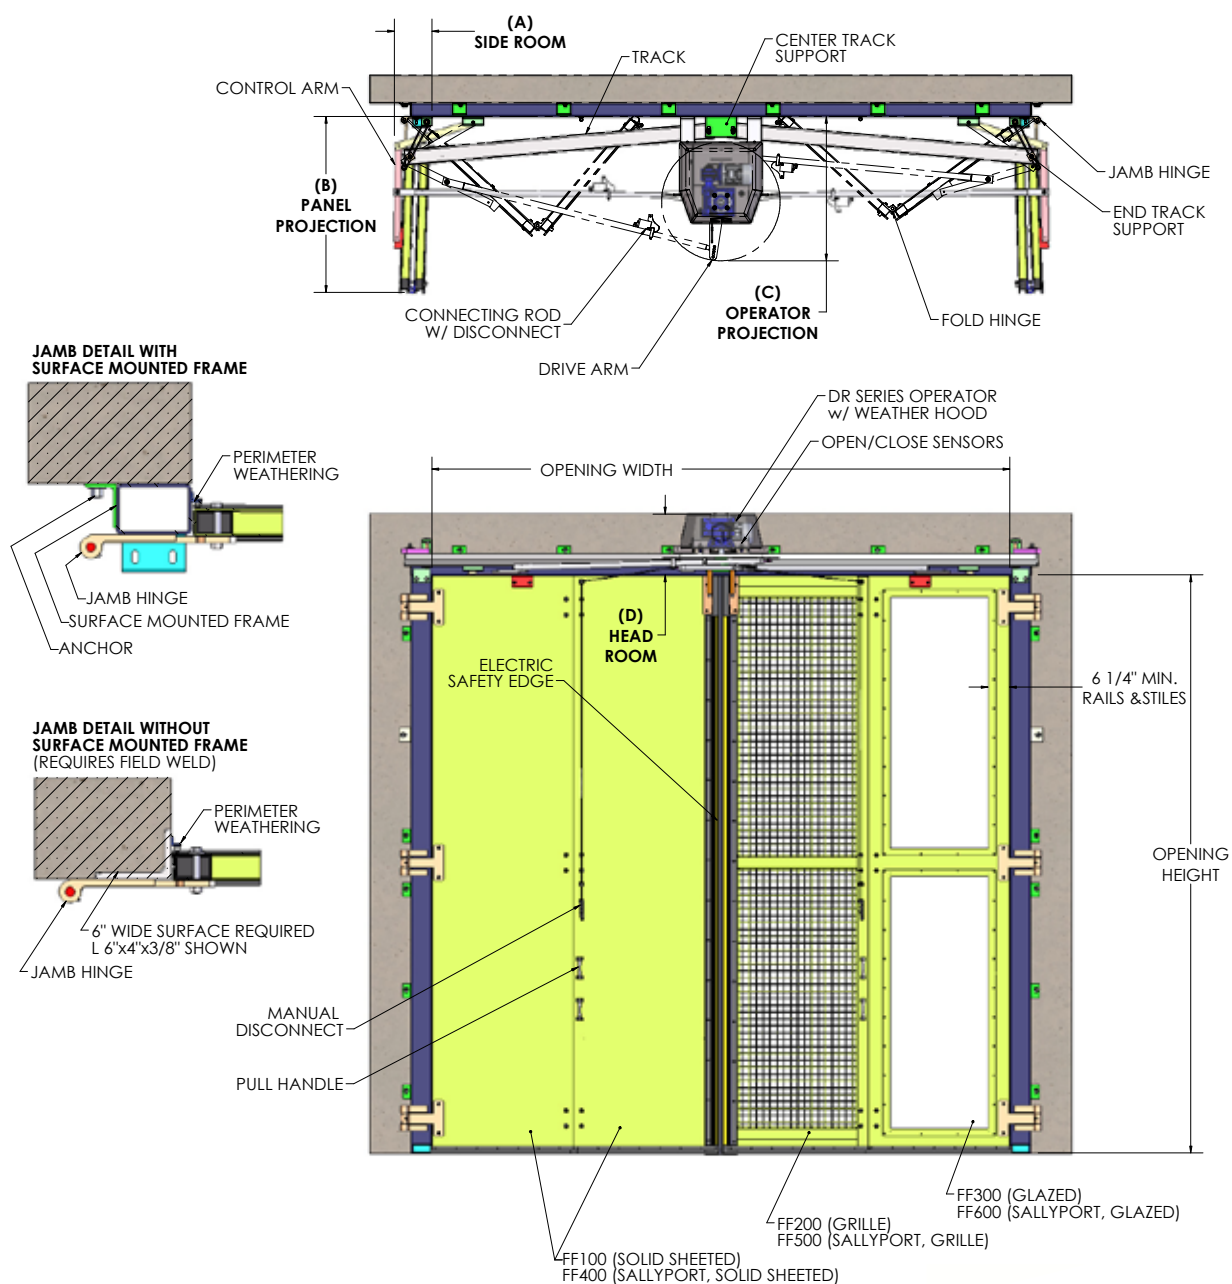 (A)
SIDE ROOM
CENTER TRACK
SUPPORT
TRACK
CONTROL ARM
JAMB HINGE
(B)
PANEL
PROJECTION
END TRACK
SUPPORT
(C)
OPERATOR
PROJECTION
CONNECTING ROD
W/ DISCONNECT
FOLD HINGE
DRIVE ARM
JAMB DETAIL WITH
SURFACE MOUNTED FRAME
PERIMETER
WEATHERING
JAMB HINGE
SURFACE MOUNTED FRAME
ANCHOR
DR SERIES OPERATOR
w/ WEATHER HOOD
OPEN/CLOSE SENSORS
OPENING WIDTH
(D)
HEAD
ROOM
ELECTRIC
SAFETY EDGE
6 1/4" MIN.
RAILS &STILES
JAMB DETAIL WITHOUT
SURFACE MOUNTED FRAME
(REQUIRES FIELD WELD)
PERIMETER
WEATHERING
6" WIDE SURFACE REQUIRED
L 6"x4"x3/8" SHOWN
JAMB HINGE
OPENING
HEIGHT
MANUAL
DISCONNECT
PULL HANDLE
FF300 (GLAZED)
FF600 (SALLYPORT, GLAZED)
FF200 (GRILLE)
FF500 (SALLYPORT, GRILLE)
FF100 (SOLID SHEETED)
FF400 (SALLYPORT, SOLID SHEETED)